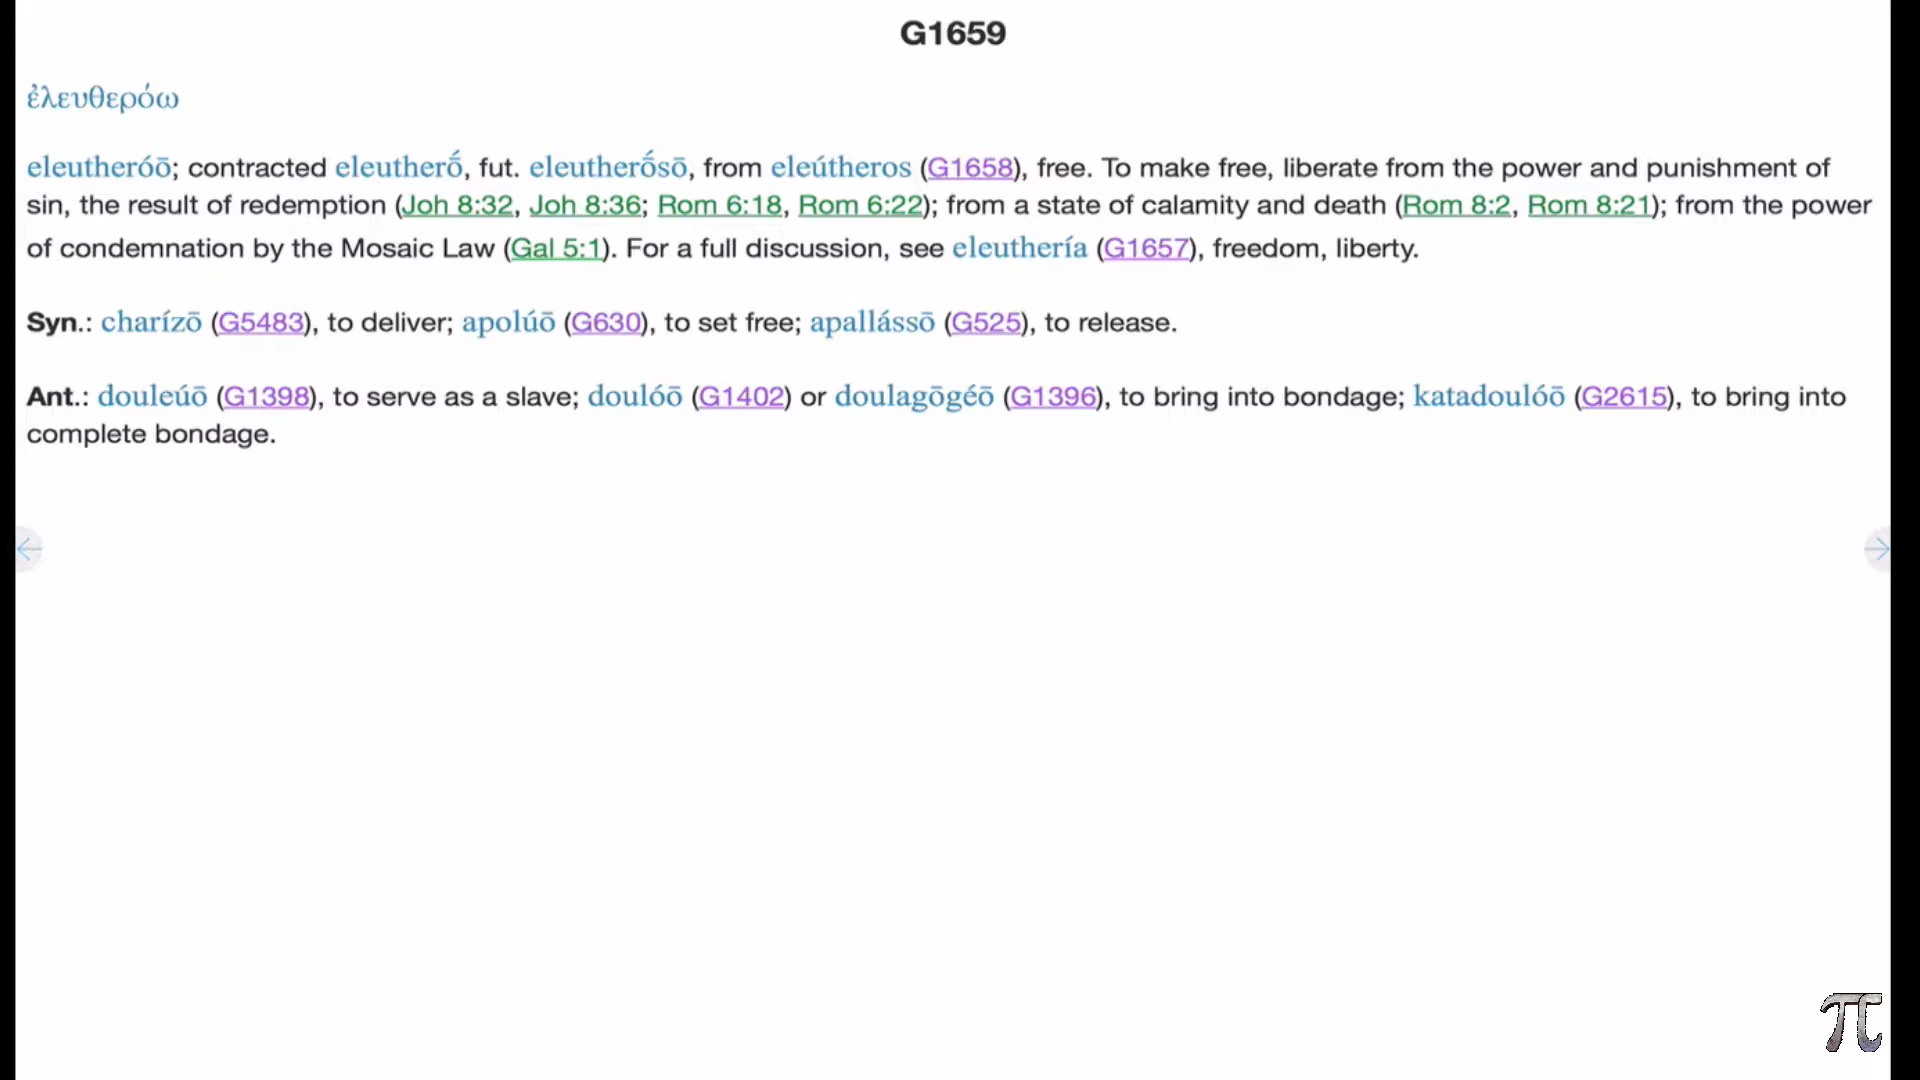 G1659
ἐλευθερόω
eleutheróō; contracted eleutherṓ, fut. eleutherṓsō, from eleútheros (G1658), free. To make free, liberate from the power and punishment of
sin, the result of redemption (Joh 8:32, Joh 8:36; Rom 6:18, Rom 6:22); from a state of calamity and death (Rom 8:2, Rom 8:21); from the power
of condemnation by the Mosaic Law (Gal 5:1). For a full discussion, see eleuthería (G1657), freedom, liberty.
Syn.: charízō (G5483), to deliver; apolúō (G630), to set free; apallássō (G525), to release.
Ant.: douleúō (G1398), to serve as a slave; doulóō (G1402) or doulagōgéō (G1396), to bring into bondage; katadoulóō (G2615), to bring into
complete bondage.
π